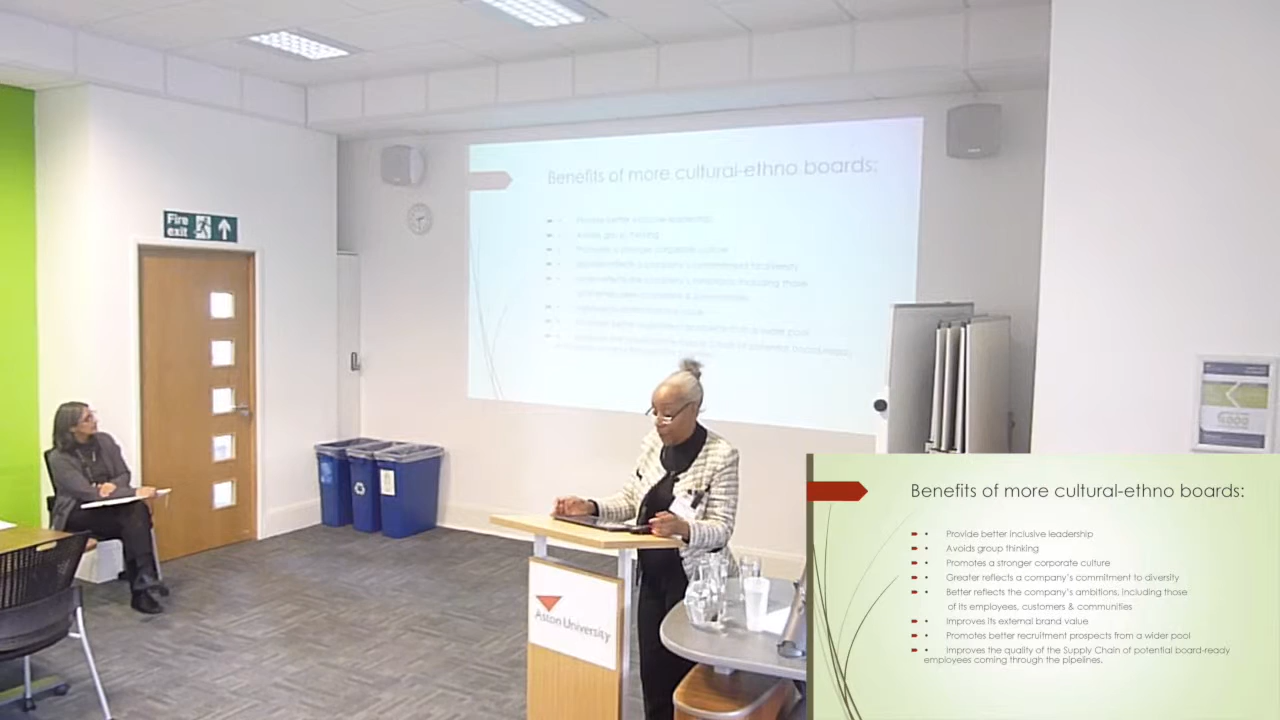 Fire
exit
Benefits of more cultural-ethno boards:
Aston University
Benefits of more cultural-ethno boards:
• Provide better inclusive leadership
• Avoids group thinking
• Promotes a stronger corporate culture
• Greater reflects a company's commitment to diversity
• Better reflects the company's ambitions, including those
of its employees, customers & communities
• Improves its external brand value
• Promotes better recruitment prospects from a wider pool
• Improves the quality of the Supply Chain of potential board-ready
employees coming through the pipelines.